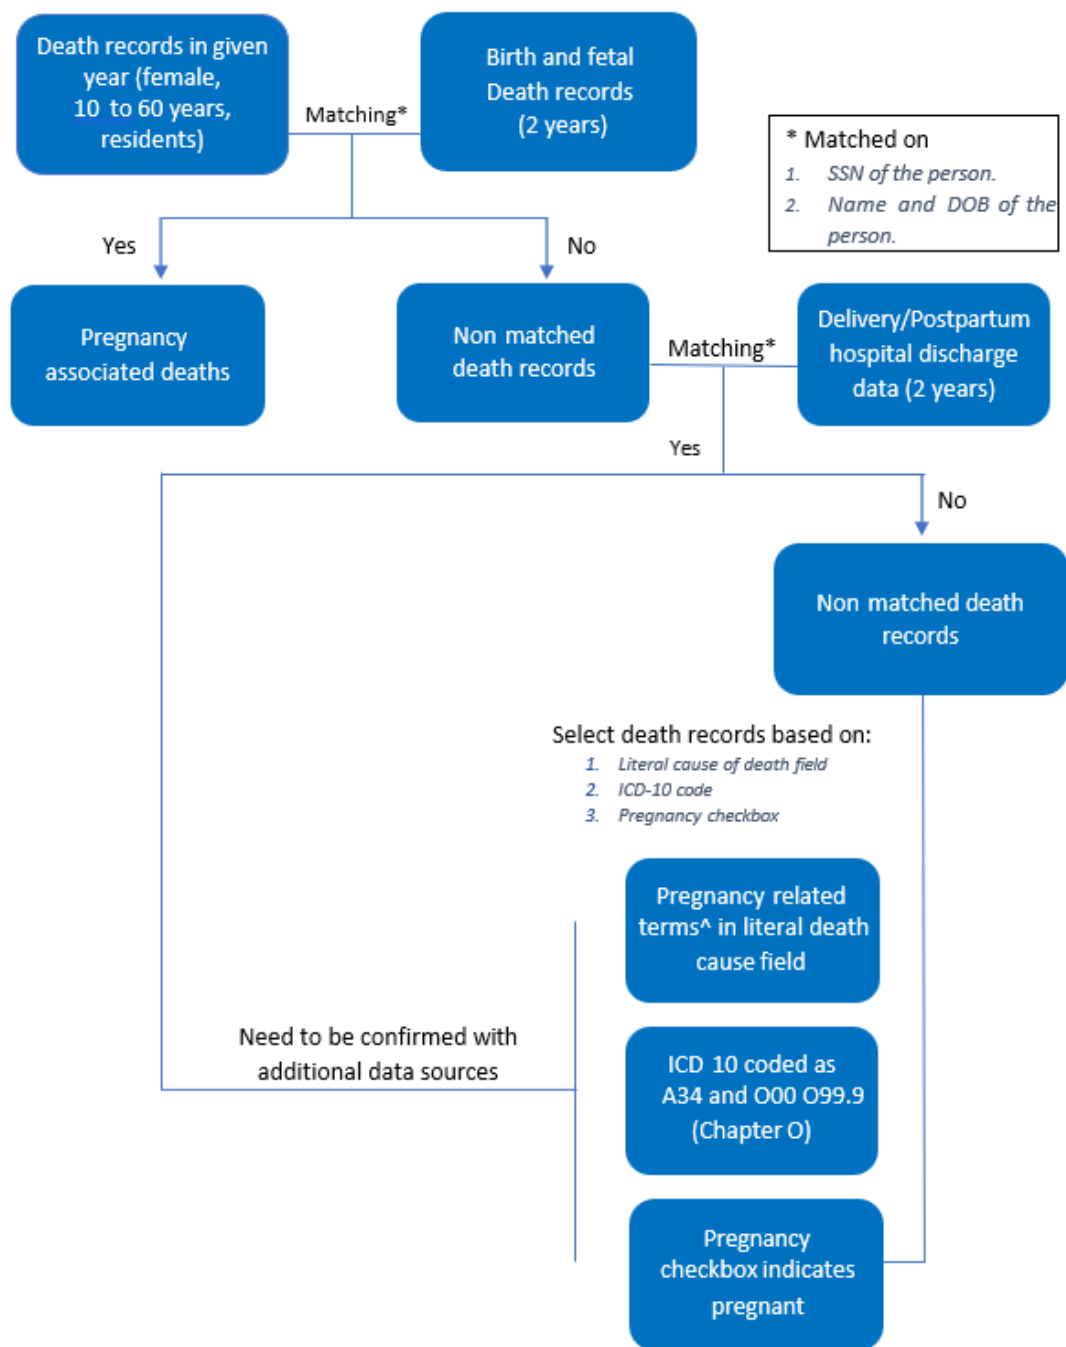 Death records in given
year (female,
10 to 60 years,
residents)
Matching*
Birth and fetal
Death records
(2 years)
* Matched on
1. SSN of the person.
2. Name and DOB of the
person.
Yes
No
Pregnancy
associated deaths
Non matched
death records
Matching*
Delivery/Postpartum
hospital discharge
data (2 years)
Yes
No
Non matched death
records
Select death records based on:
1. Literal cause of death field
2. ICD-10 code
3. Pregnancy checkbox
Pregnancy related
terms^ in literal death
cause field
Need to be confirmed with
additional data sources
ICD 10 coded as
A34 and O00 O99.9
(Chapter O)
Pregnancy
checkbox indicates
pregnant